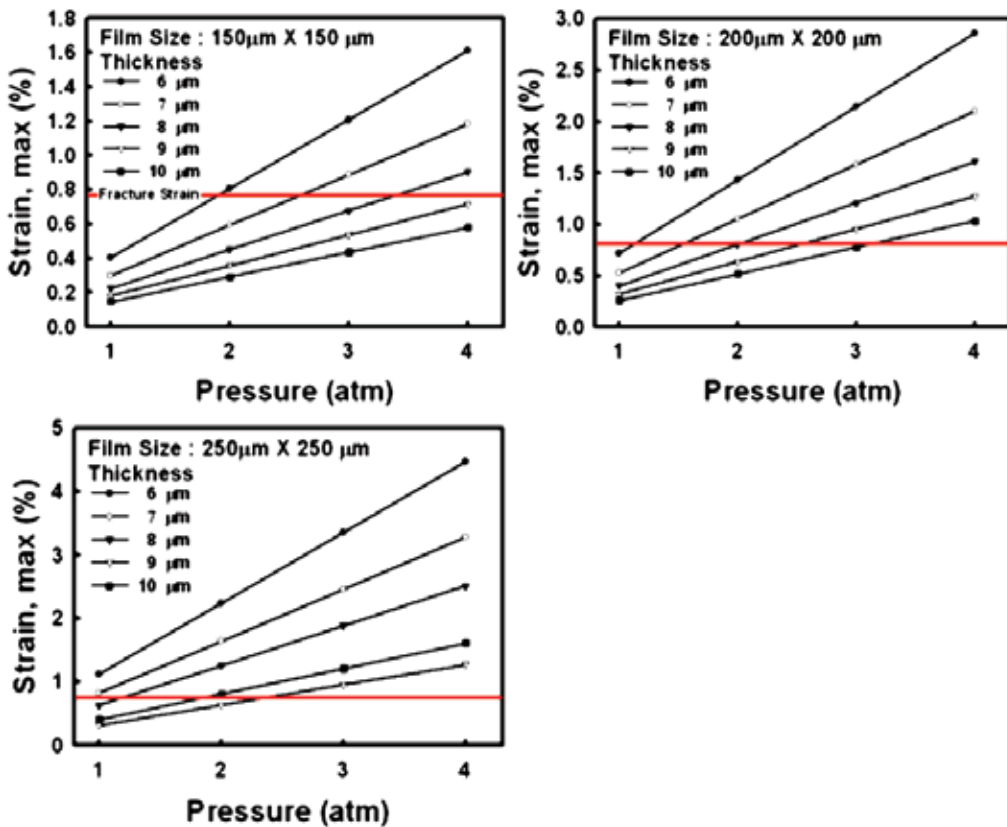 Film Size : 150μm X 150 μm
Thickness
6 μm
7 μm
8 μm
9 μm
10 μm
Fracture Strain
Strain, max (%)
1.8
1.6
1.4
1.2
1.0
0.8
0.6
0.4
0.2
0.0
1 2 3 4
Pressure (atm)
Film Size : 200μm X 200 μm
Thickness
6 μm
7 μm
8 μm
9 μm
10 μm
Strain, max (%)
3.0
2.5
2.0
1.5
1.0
0.5
0.0
1 2 3 4
Pressure (atm)
Film Size : 250μm X 250 μm
Thickness
6 μm
7 μm
8 μm
9 μm
10 μm
Strain, max (%)
5
4
3
2
1
0
1 2 3 4
Pressure (atm)